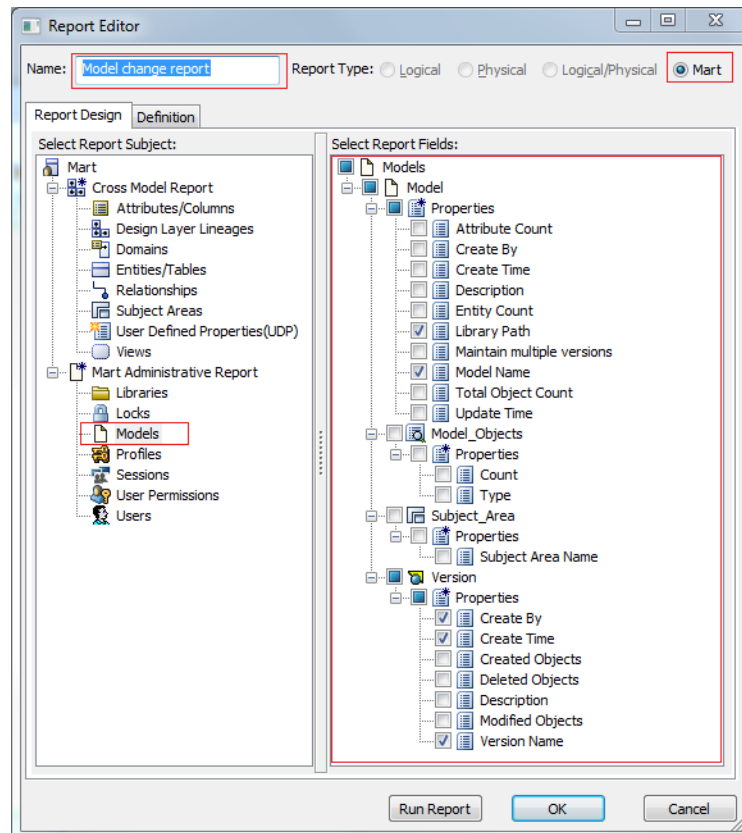 Report Editor
Name: Model change report Report Type: Logical Physical Logical/Physical Mart
Report Design Definition
Select Report Subject:
Mart
Cross Model Report
Attributes/Columns
Design Layer Lineages
Domains
Entities/Tables
Relationships
Subject Areas
User Defined Properties(UDP)
Views
Mart Administrative Report
Libraries
Locks
Models
Profiles
Sessions
User Permissions
Users
Select Report Fields:
Models
Model
Properties
Attribute Count
Create By
Create Time
Description
Entity Count
Library Path
Maintain multiple versions
Model Name
Total Object Count
Update Time
Model_Objects
Properties
Count
Type
Subject_Area
Properties
Subject Area Name
Version
Properties
Create By
Create Time
Created Objects
Deleted Objects
Description
Modified Objects
Version Name
Run Report OK Cancel